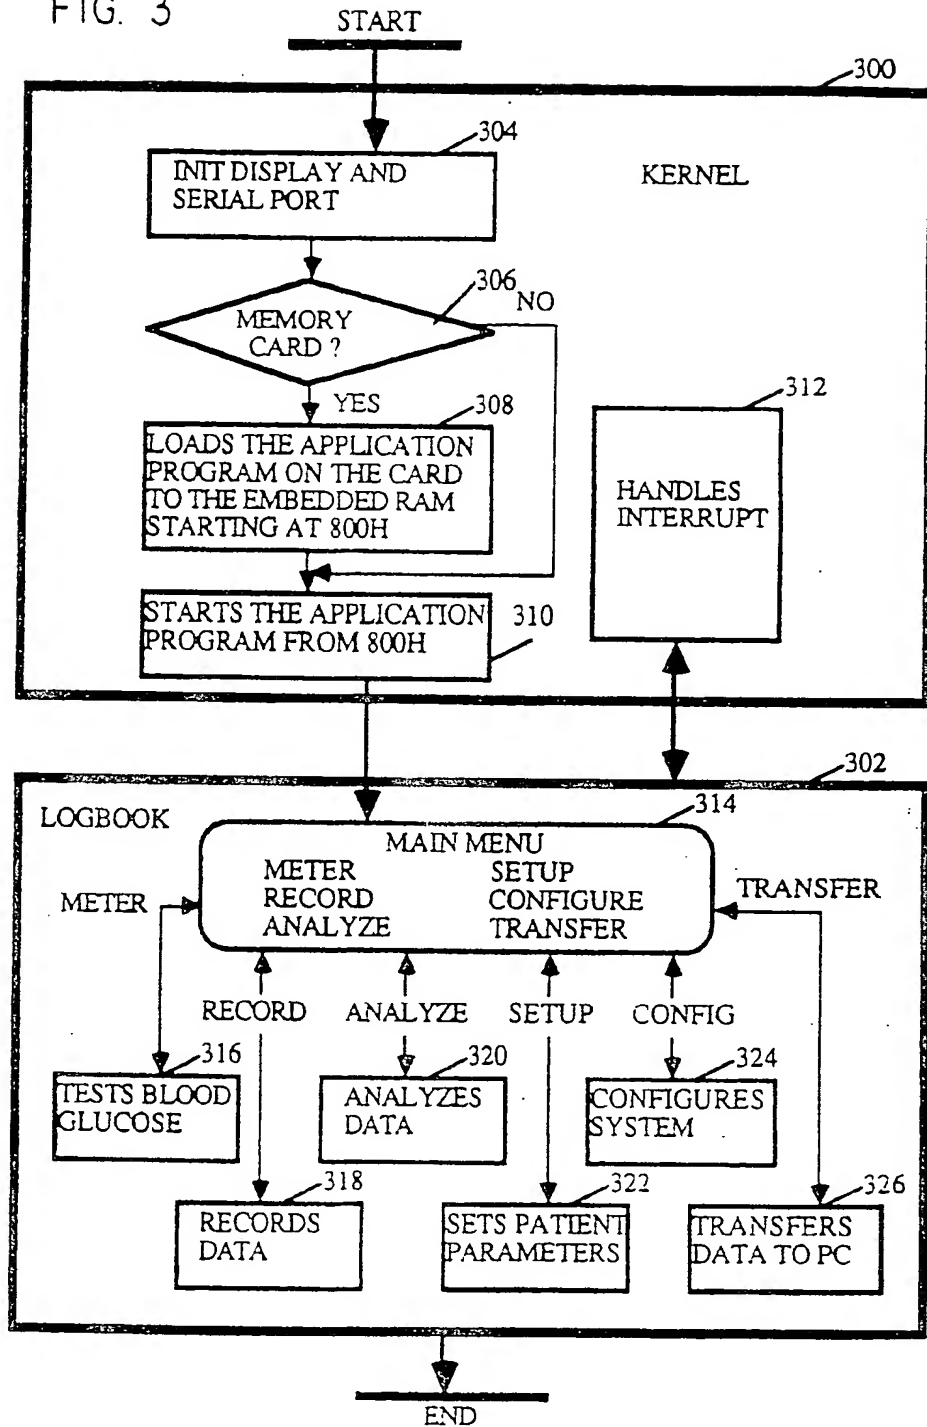 FIG. 3
START
300
304
INIT DISPLAY AND
SERIAL PORT
KERNEL
306
NO
MEMORY
CARD ?
YES
308
312
LOADS THE APPLICATION
PROGRAM ON THE CARD
TO THE EMBEDDED RAM
STARTING AT 800H
HANDLES
INTERRUPT
STARTS THE APPLICATION
PROGRAM FROM 800H
310
302
LOGBOOK
314
MAIN MENU
METER SETUP
RECORD CONFIGURE
ANALYZE TRANSFER
METER
TRANSFER
RECORD
ANALYZE
SETUP
CONFIG
316
TESTS BLOOD
GLUCOSE
320
ANALYZES
DATA
324
CONFIGURES
SYSTEM
318
RECORDS
DATA
322
SETS PATIENT
PARAMETERS
326
TRANSFERS
DATA TO PC
END